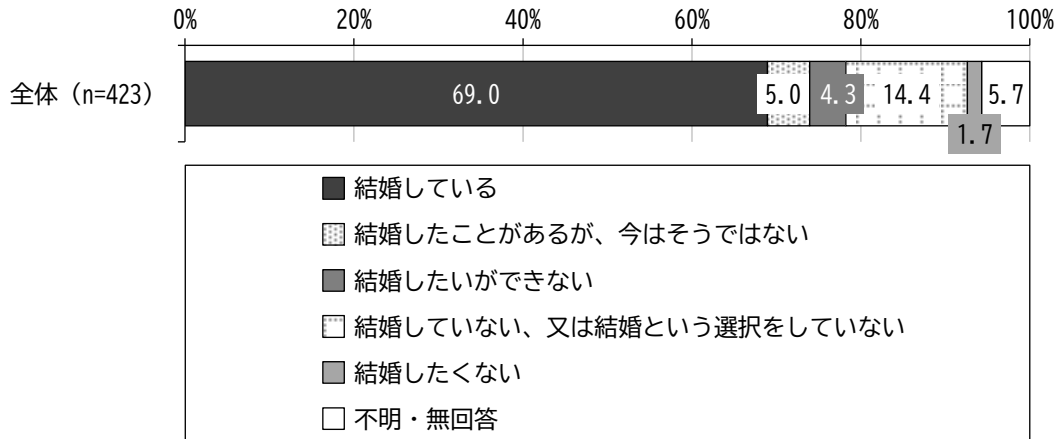 0% 20% 40% 60% 80% 100%
全体（n=423） 69.0 5.0 4.3 14.4 5.7
1.7
結婚している
結婚したことがあるが、今はそうではない
結婚したいができない
結婚していない、又は結婚という選択をしていない
結婚したくない
不明・無回答